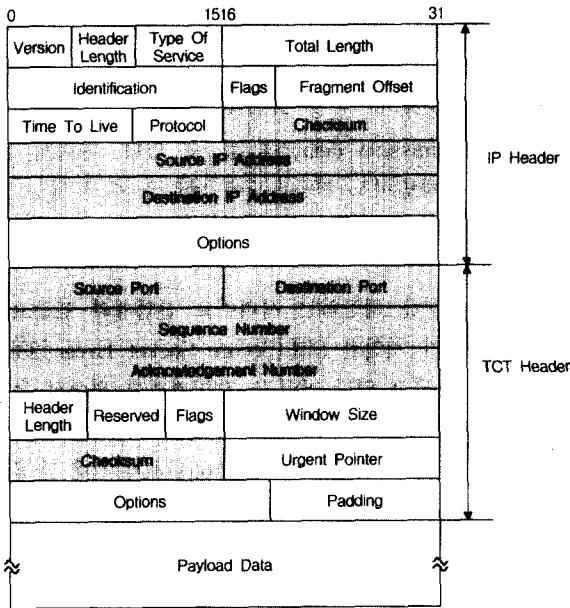 0 1516 31
Version Header Length Type Of Service Total Length
Identification Flags Fragment Offset
Time To Live Protocol Checksum
Source IP Address
Destination IP Address
Options
IP Header
Source Port Destination Port
Sequence Number
Acknowledgement Number
TCT Header
Header Length Reserved Flags Window Size
Checksum Urgent Pointer
Options Padding
Payload Data